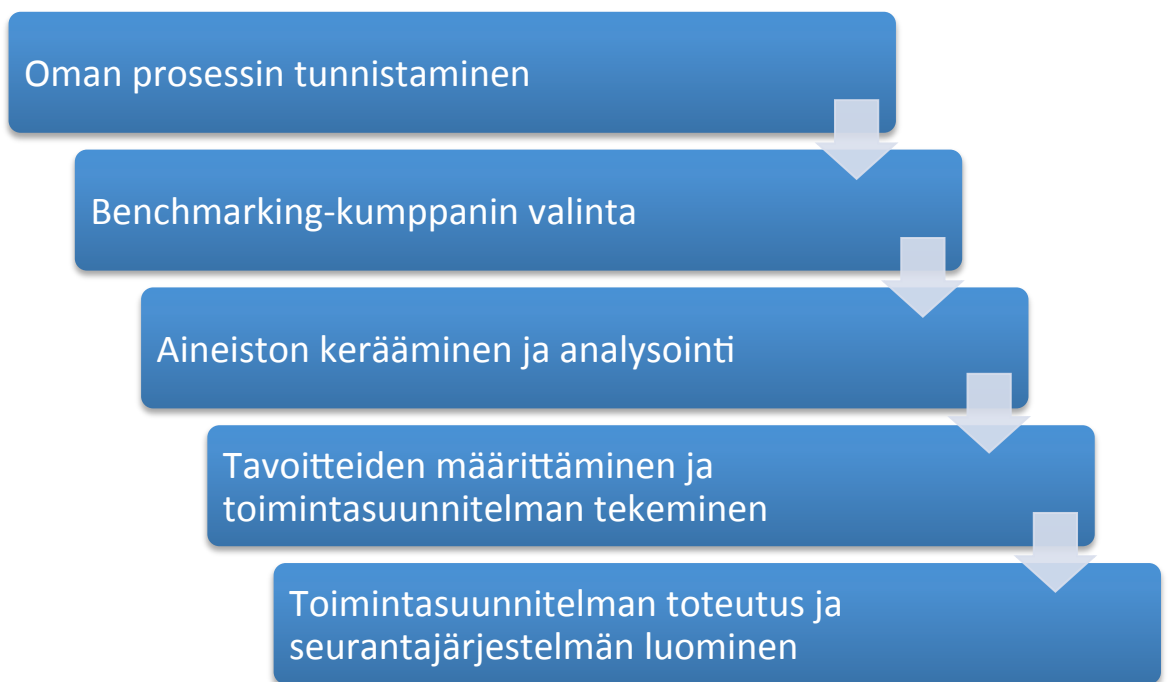 Oman prosessin tunnistaminen
Benchmarking-kumppanin valinta
Aineiston kerääminen ja analysointi
Tavoitteiden määrittäminen ja
toimintasuunnitelman tekeminen
Toimintasuunnitelman toteutus ja
seurantajärjestelmän luominen